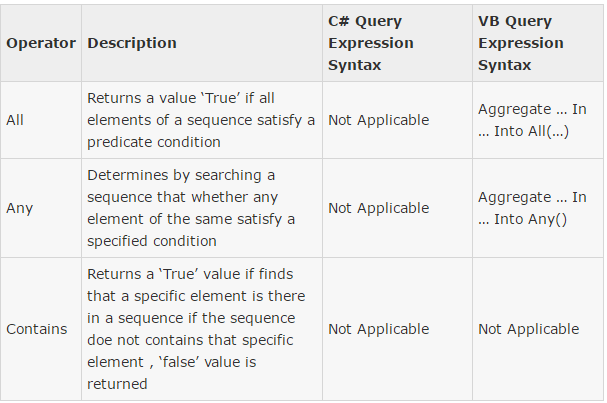 Operator
Description
C# Query
Expression
Syntax
VB Query
Expression
Syntax
All
Returns a value ‘True’ if all
elements of a sequence satisfy a
predicate condition
Not Applicable
Aggregate … In
… Into All(…)
Any
Determines by searching a
sequence that whether any
element of the same satisfy a
specified condition
Not Applicable
Aggregate … In
… Into Any()
Contains
Returns a ‘True’ value if finds
that a specific element is there
in a sequence if the sequence
doe not contains that specific
element , ‘false’ value is
returned
Not Applicable
Not Applicable